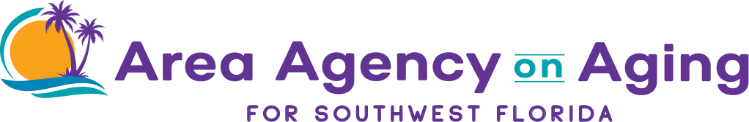 Area Agency on Aging
FOR SOUTHWEST FLORIDA